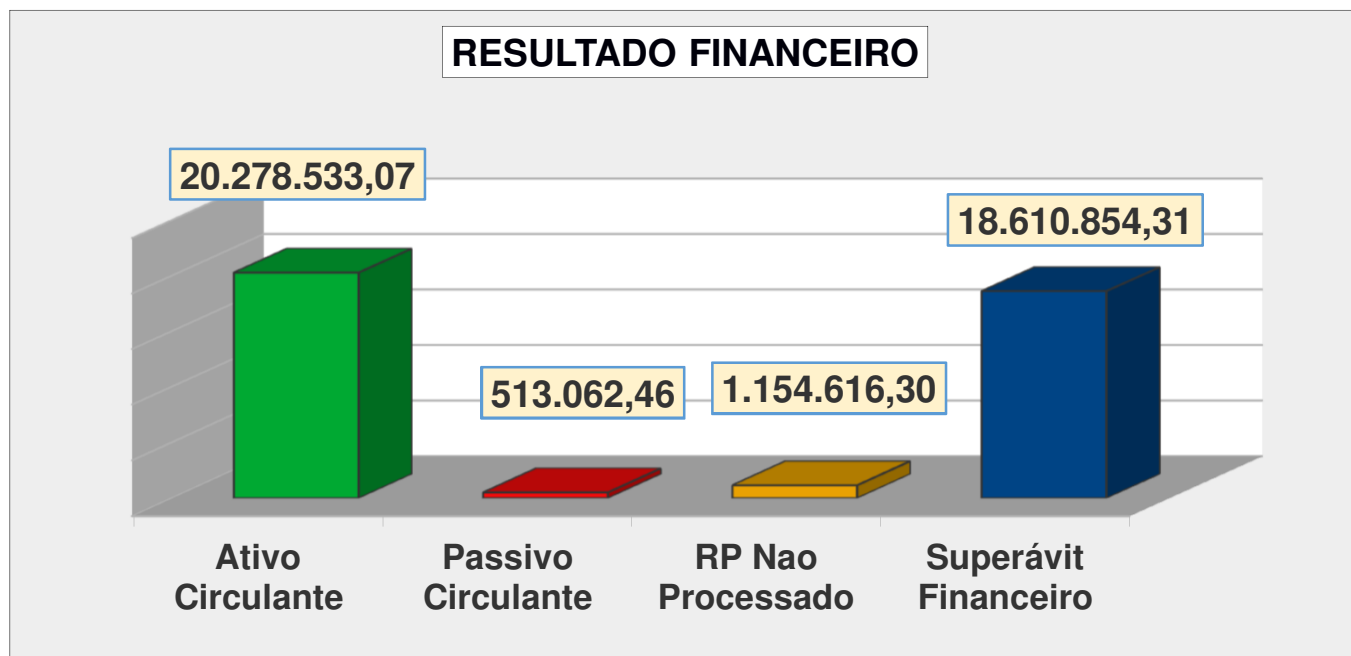 RESULTADO FINANCEIRO
20.278.533,07
18.610.854,31
513.062,46
1.154.616,30
Ativo
Circulante
Passivo
Circulante
RP Nao
Processado
Superávit
Financeiro